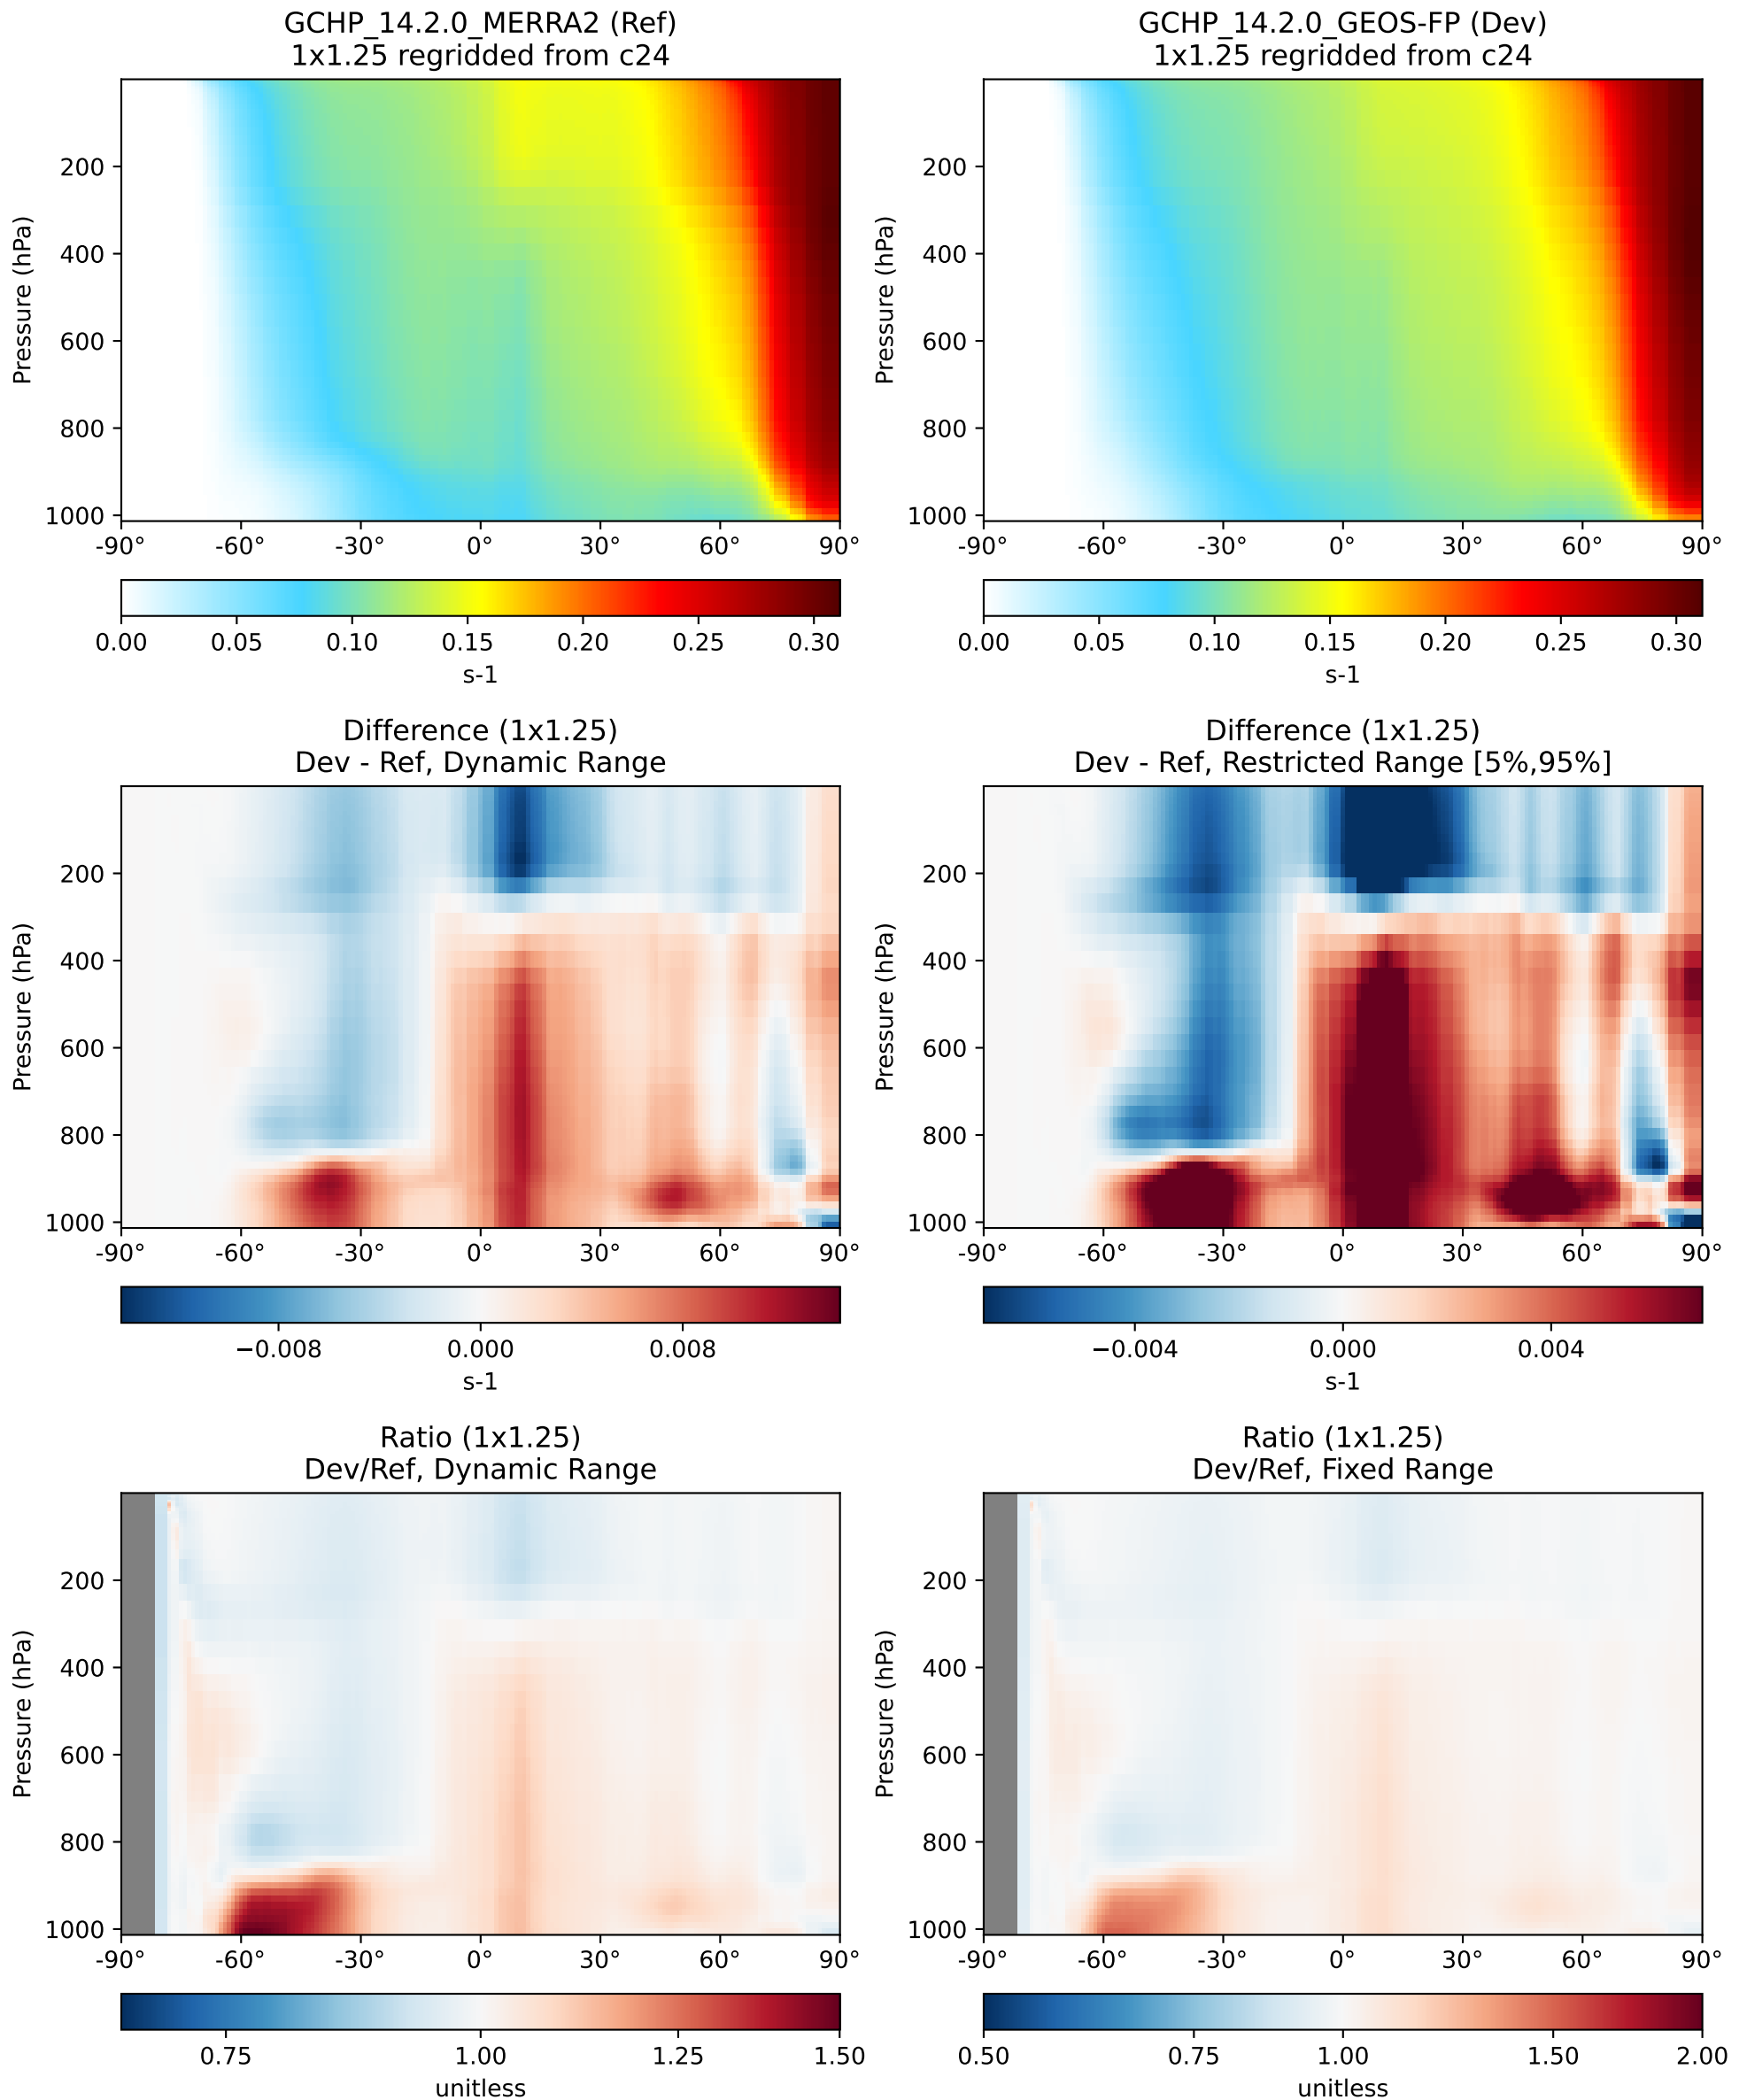 GCHP_14.2.0_MERRA2 (Ref)
1x1.25 regridded from c24
Pressure (hPa)
200
400
600
800
1000
-90° -60° -30° 0° 30° 60° 90°
0.00 0.05 0.10 0.15 0.20 0.25 0.30
s-1
GCHP_14.2.0_GEOS-FP (Dev)
1x1.25 regridded from c24
Pressure (hPa)
200
400
600
800
1000
-90° -60° -30° 0° 30° 60° 90°
0.00 0.05 0.10 0.15 0.20 0.25 0.30
s-1
Difference (1x1.25)
Dev - Ref, Dynamic Range
Pressure (hPa)
200
400
600
800
1000
-90° -60° -30° 0° 30° 60° 90°
−0.008 0.000 0.008
s-1
Difference (1x1.25)
Dev - Ref, Restricted Range [5%,95%]
Pressure (hPa)
200
400
600
800
1000
-90° -60° -30° 0° 30° 60° 90°
−0.004 0.000 0.004
s-1
Ratio (1x1.25)
Dev/Ref, Dynamic Range
Pressure (hPa)
200
400
600
800
1000
-90° -60° -30° 0° 30° 60° 90°
0.75 1.00 1.25 1.50
unitless
Ratio (1x1.25)
Dev/Ref, Fixed Range
Pressure (hPa)
200
400
600
800
1000
-90° -60° -30° 0° 30° 60° 90°
0.50 0.75 1.00 1.50 2.00
unitless